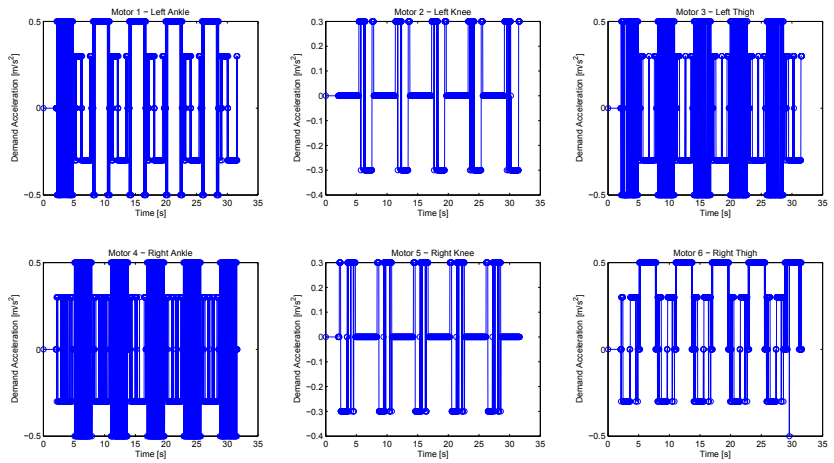 Motor 1 − Left Ankle
Motor 2 − Left Knee
Motor 3 − Left Thigh
Demand Acceleration [m/s²]
0.5
0
−0.5
0 5 10 15 20 25 30 35
Time [s]
Demand Acceleration [m/s²]
0.3
0.2
0.1
0
−0.1
−0.2
−0.3
−0.4
0 5 10 15 20 25 30 35
Time [s]
Demand Acceleration [m/s²]
0.5
0
−0.5
0 5 10 15 20 25 30 35
Time [s]
Motor 4 − Right Ankle
Motor 5 − Right Knee
Motor 6 − Right Thigh
Demand Acceleration [m/s²]
0.5
0
−0.5
0 5 10 15 20 25 30 35
Time [s]
Demand Acceleration [m/s²]
0.3
0.2
0.1
0
−0.1
−0.2
−0.3
−0.4
0 5 10 15 20 25 30 35
Time [s]
Demand Acceleration [m/s²]
0.5
0
−0.5
0 5 10 15 20 25 30 35
Time [s]